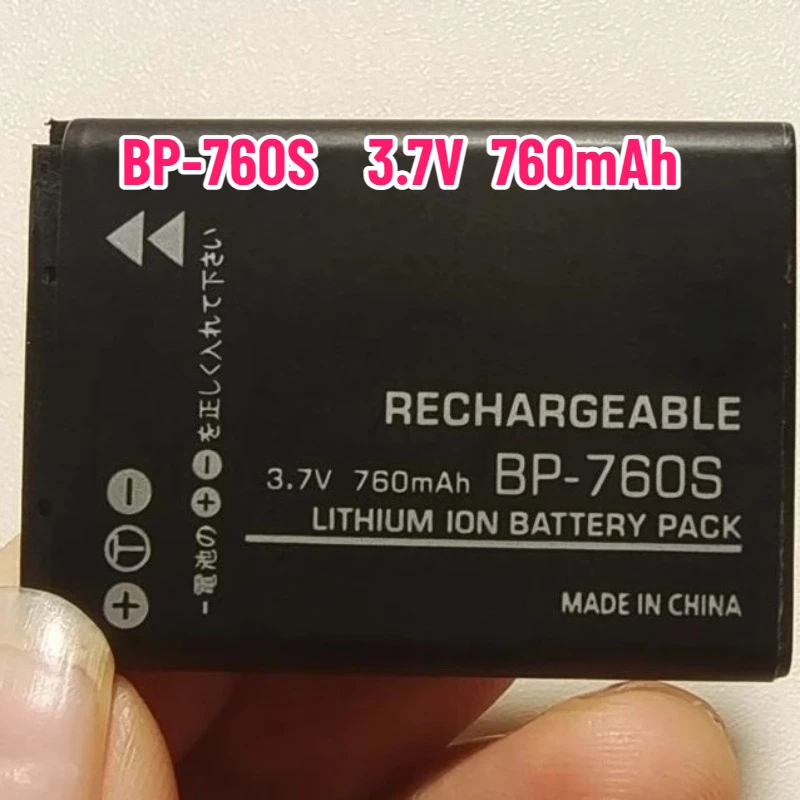 BP-760S 3.7V 760mAh
-電池の+-を正しく入れて下さい
RECHARGEABLE
3.7V 760mAh BP-760S
LITHIUM ION BATTERY PACK
MADE IN CHINA
- T +